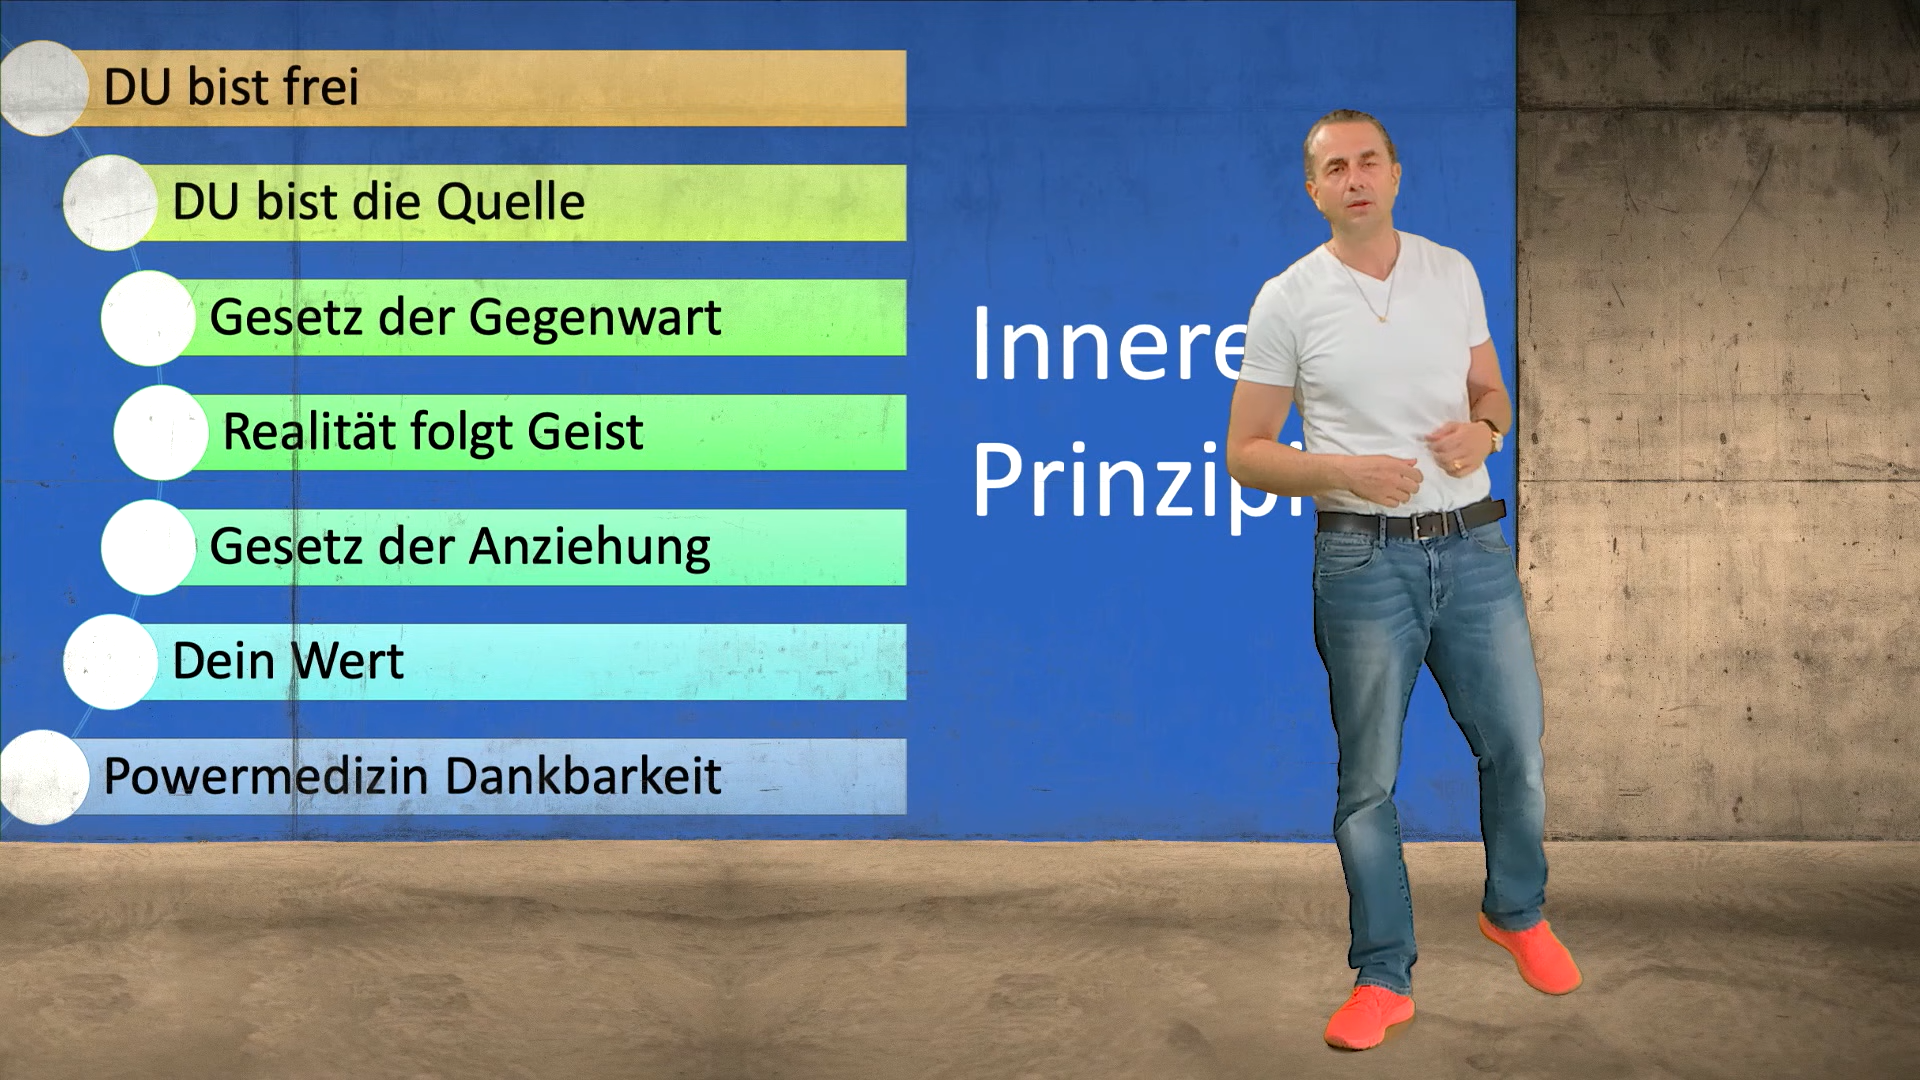 DU bist frei
DU bist die Quelle
Gesetz der Gegenwart
Realität folgt Geist
Gesetz der Anziehung
Dein Wert
Powermedizin Dankbarkeit
Innere